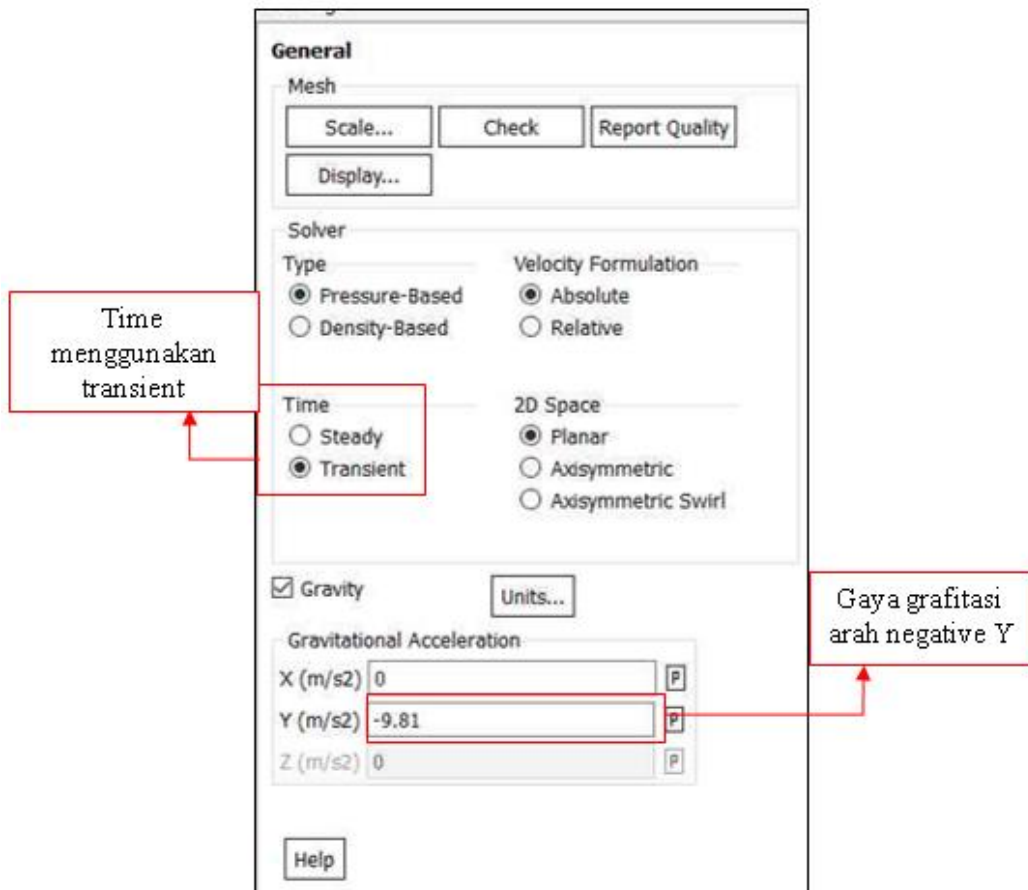 General
Mesh
Scale...
Check
Report Quality
Display...
Solver
Type
Velocity Formulation
Pressure-Based
Absolute
Density-Based
Relative
Time
menggunakan
transient
Time
2D Space
Steady
Planar
Transient
Axisymmetric
Axisymmetric Swirl
Gravity
Units...
Gaya grafitasi
arah negative Y
Gravitational Acceleration
X (m/s2) 0 P
Y (m/s2) -9.81 P
Z (m/s2) 0 P
Help